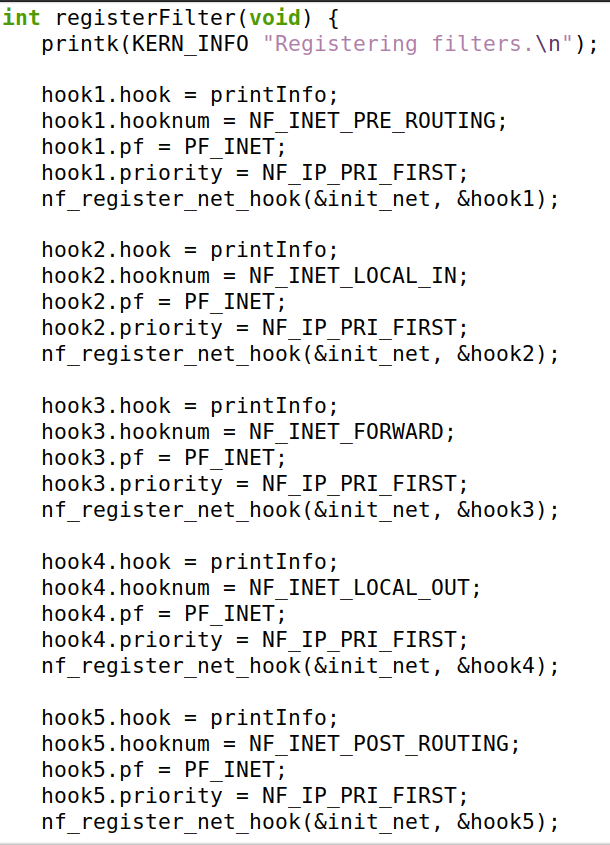 int registerFilter(void) {
printk(KERN_INFO "Registering filters.\n");
hook1.hook = printInfo;
hook1.hooknum = NF_INET_PRE_ROUTING;
hook1.pf = PF_INET;
hook1.priority = NF_IP_PRI_FIRST;
nf_register_net_hook(&init_net, &hook1);
hook2.hook = printInfo;
hook2.hooknum = NF_INET_LOCAL_IN;
hook2.pf = PF_INET;
hook2.priority = NF_IP_PRI_FIRST;
nf_register_net_hook(&init_net, &hook2);
hook3.hook = printInfo;
hook3.hooknum = NF_INET_FORWARD;
hook3.pf = PF_INET;
hook3.priority = NF_IP_PRI_FIRST;
nf_register_net_hook(&init_net, &hook3);
hook4.hook = printInfo;
hook4.hooknum = NF_INET_LOCAL_OUT;
hook4.pf = PF_INET;
hook4.priority = NF_IP_PRI_FIRST;
nf_register_net_hook(&init_net, &hook4);
hook5.hook = printInfo;
hook5.hooknum = NF_INET_POST_ROUTING;
hook5.pf = PF_INET;
hook5.priority = NF_IP_PRI_FIRST;
nf_register_net_hook(&init_net, &hook5);